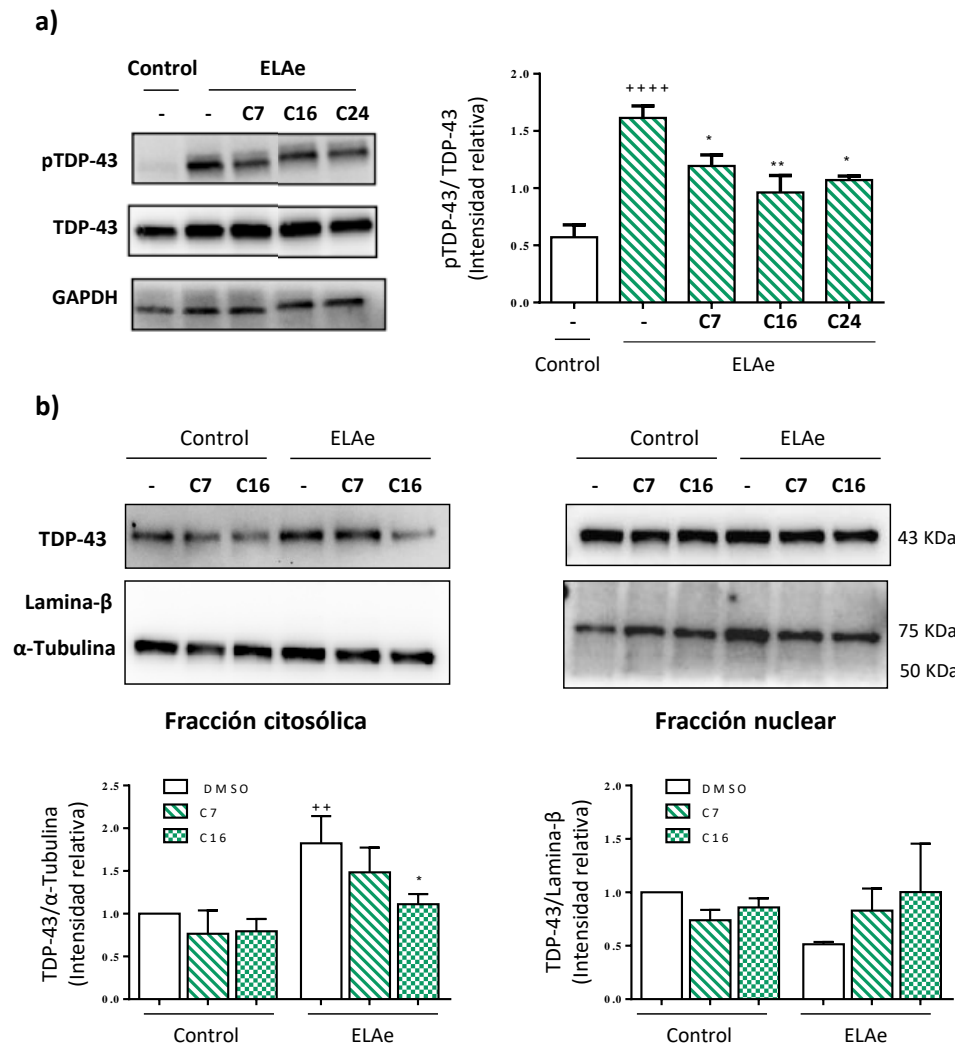 a)
Control ELAe
- - C7 C16 C24
pTDP-43
TDP-43
GAPDH
pTDP-43/ TDP-43
(Intensidad relativa)
2.0
1.5
1.0
0.5
0.0
++++
*
**
*
- - C7 C16 C24
Control ELAe
b)
Control ELAe
- C7 C16 - C7 C16
TDP-43
Lamina-β
α-Tubulina
Fracción citosólica
Control ELAe
- C7 C16 - C7 C16
43 KDa
75 KDa
50 KDa
Fracción nuclear
TDP-43/α-Tubulina
(Intensidad relativa)
2.5
2.0
1.5
1.0
0.5
0.0
DMSO
C7
C16
++
*
Control ELAe
TDP-43/Lamina-β
(Intensidad relativa)
2.5
2.0
1.5
1.0
0.5
0.0
DMSO
C7
C16
Control ELAe